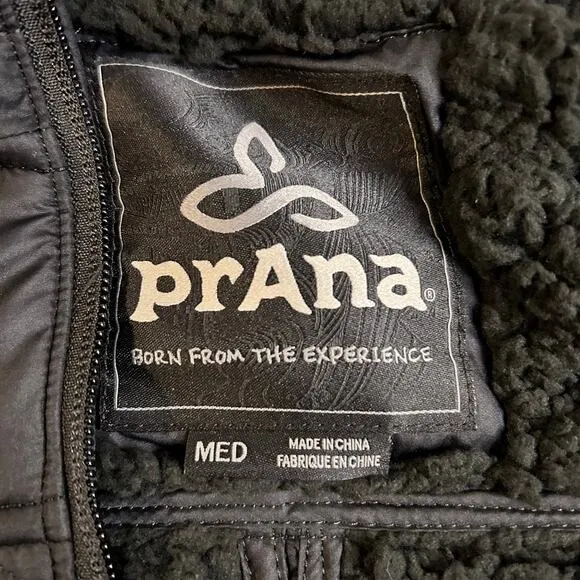 prAna®
BORN FROM THE EXPERIENCE
MED
MADE IN CHINA
FABRIQUE EN CHINE